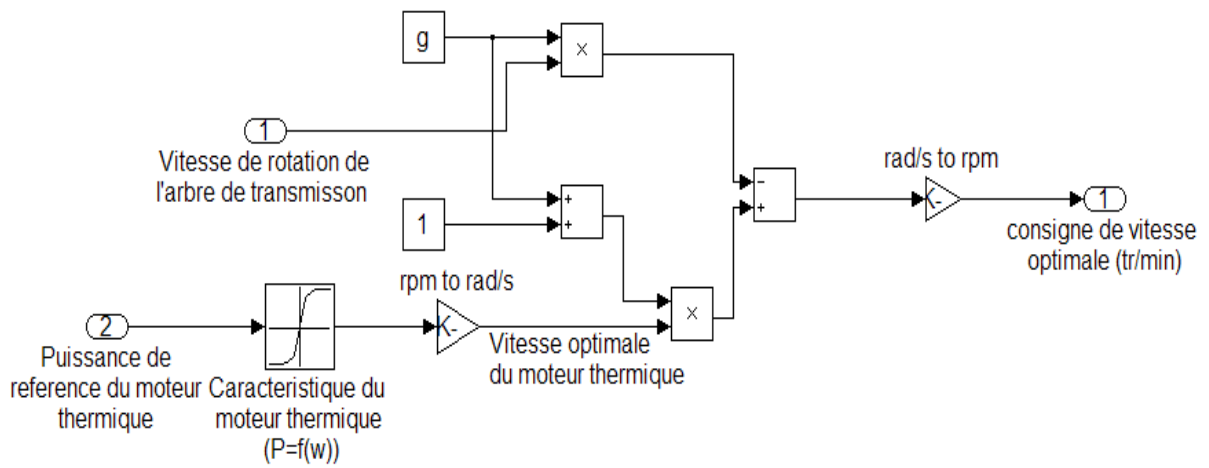 g
×
1
Vitesse de rotation de
l'arbre de transmisson
rad/s to rpm
−
+
K-
1
consigne de vitesse
optimale (tr/min)
+
+
1
rpm to rad/s
×
2
K-
Puissance de
reference du moteur
thermique
Caracteristique du
moteur thermique
(P=f(w))
Vitesse optimale
du moteur thermique